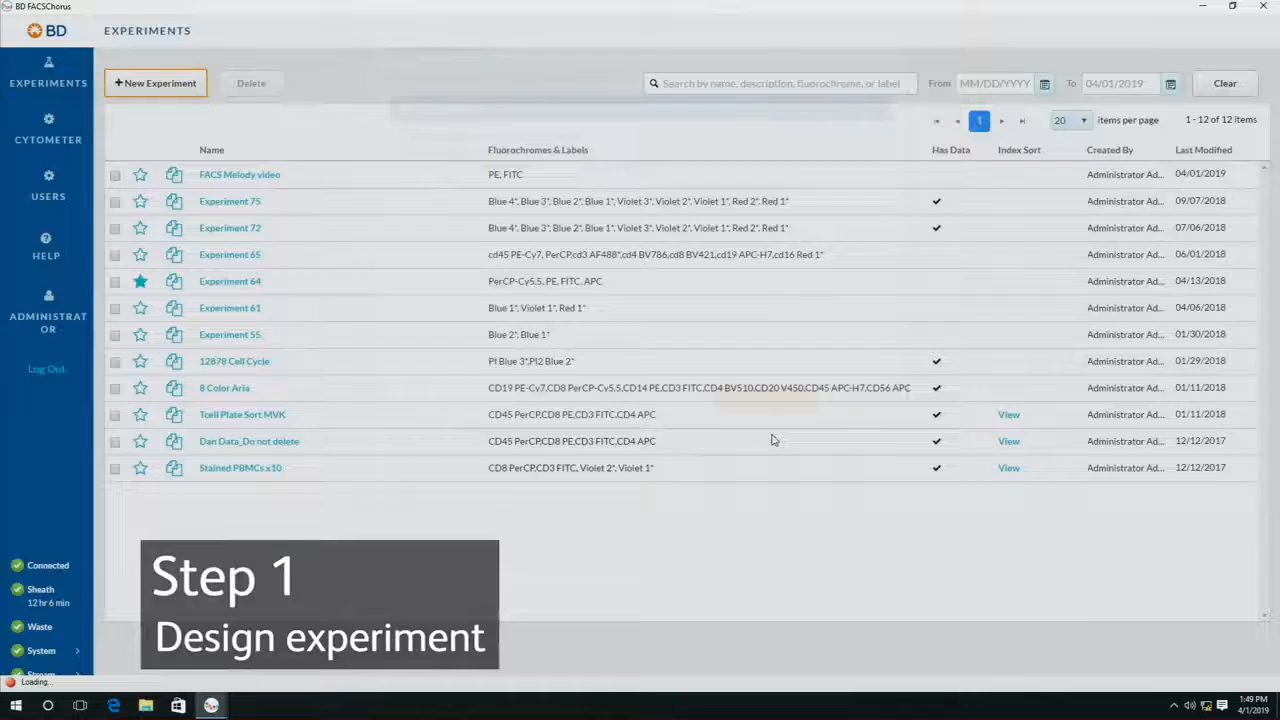 BD FACSChorus
BD
EXPERIMENTS
EXPERIMENTS
CYTOMETER
USERS
HELP
ADMINISTRAT
OR
Log Out
Connected
Sheath
12 hr 6 min
Waste
System
Stream
Loading...
+ New Experiment
Delete
Search by name, description, fluorochrome, or label
From MM/DD/YYYY
To 04/01/2019
Clear
1
20 items per page
1 - 12 of 12 items
Name Fluorochromes & Labels Has Data Index Sort Created By Last Modified
FACS Melody video PE, FITC Administrator Ad... 04/01/2019
Experiment 75 Blue 4*, Blue 3*, Blue 2*, Blue 1*, Violet 3*, Violet 2*, Violet 1*, Red 2*, Red 1* Administrator Ad... 09/07/2018
Experiment 72 Blue 4*, Blue 3*, Blue 2*, Blue 1*, Violet 3*, Violet 2*, Violet 1*, Red 2*, Red 1* Administrator Ad... 07/06/2018
Experiment 65 cd45 PE-Cy7, PerCP,cd3 AF488*,cd4 BV786,cd8 BV421,cd19 APC-H7,cd16 Red 1* Administrator Ad... 06/01/2018
Experiment 64 PerCP-Cy5.5, PE, FITC, APC Administrator Ad... 04/13/2018
Experiment 61 Blue 1*, Violet 1*, Red 1* Administrator Ad... 04/06/2018
Experiment 55 Blue 2*, Blue 1* Administrator Ad... 01/30/2018
12878 Cell Cycle PI Blue 3*,PI2 Blue 2* Administrator Ad... 01/29/2018
8 Color Aria CD19 PE-Cy7,CD8 PerCP-Cy5.5,CD14 PE,CD3 FITC,CD4 BV510,CD20 V450,CD45 APC-H7,CD56 APC Administrator Ad... 01/11/2018
Tcell Plate Sort MVK CD45 PerCP,CD8 PE,CD3 FITC,CD4 APC View Administrator Ad... 01/11/2018
Dan Data_Do not delete CD45 PerCP,CD8 PE,CD3 FITC,CD4 APC View Administrator Ad... 12/12/2017
Stained PBMCs x10 CD8 PerCP,CD3 FITC, Violet 2*, Violet 1* View Administrator Ad... 12/12/2017
Step 1
Design experiment
1:49 PM
4/1/2019